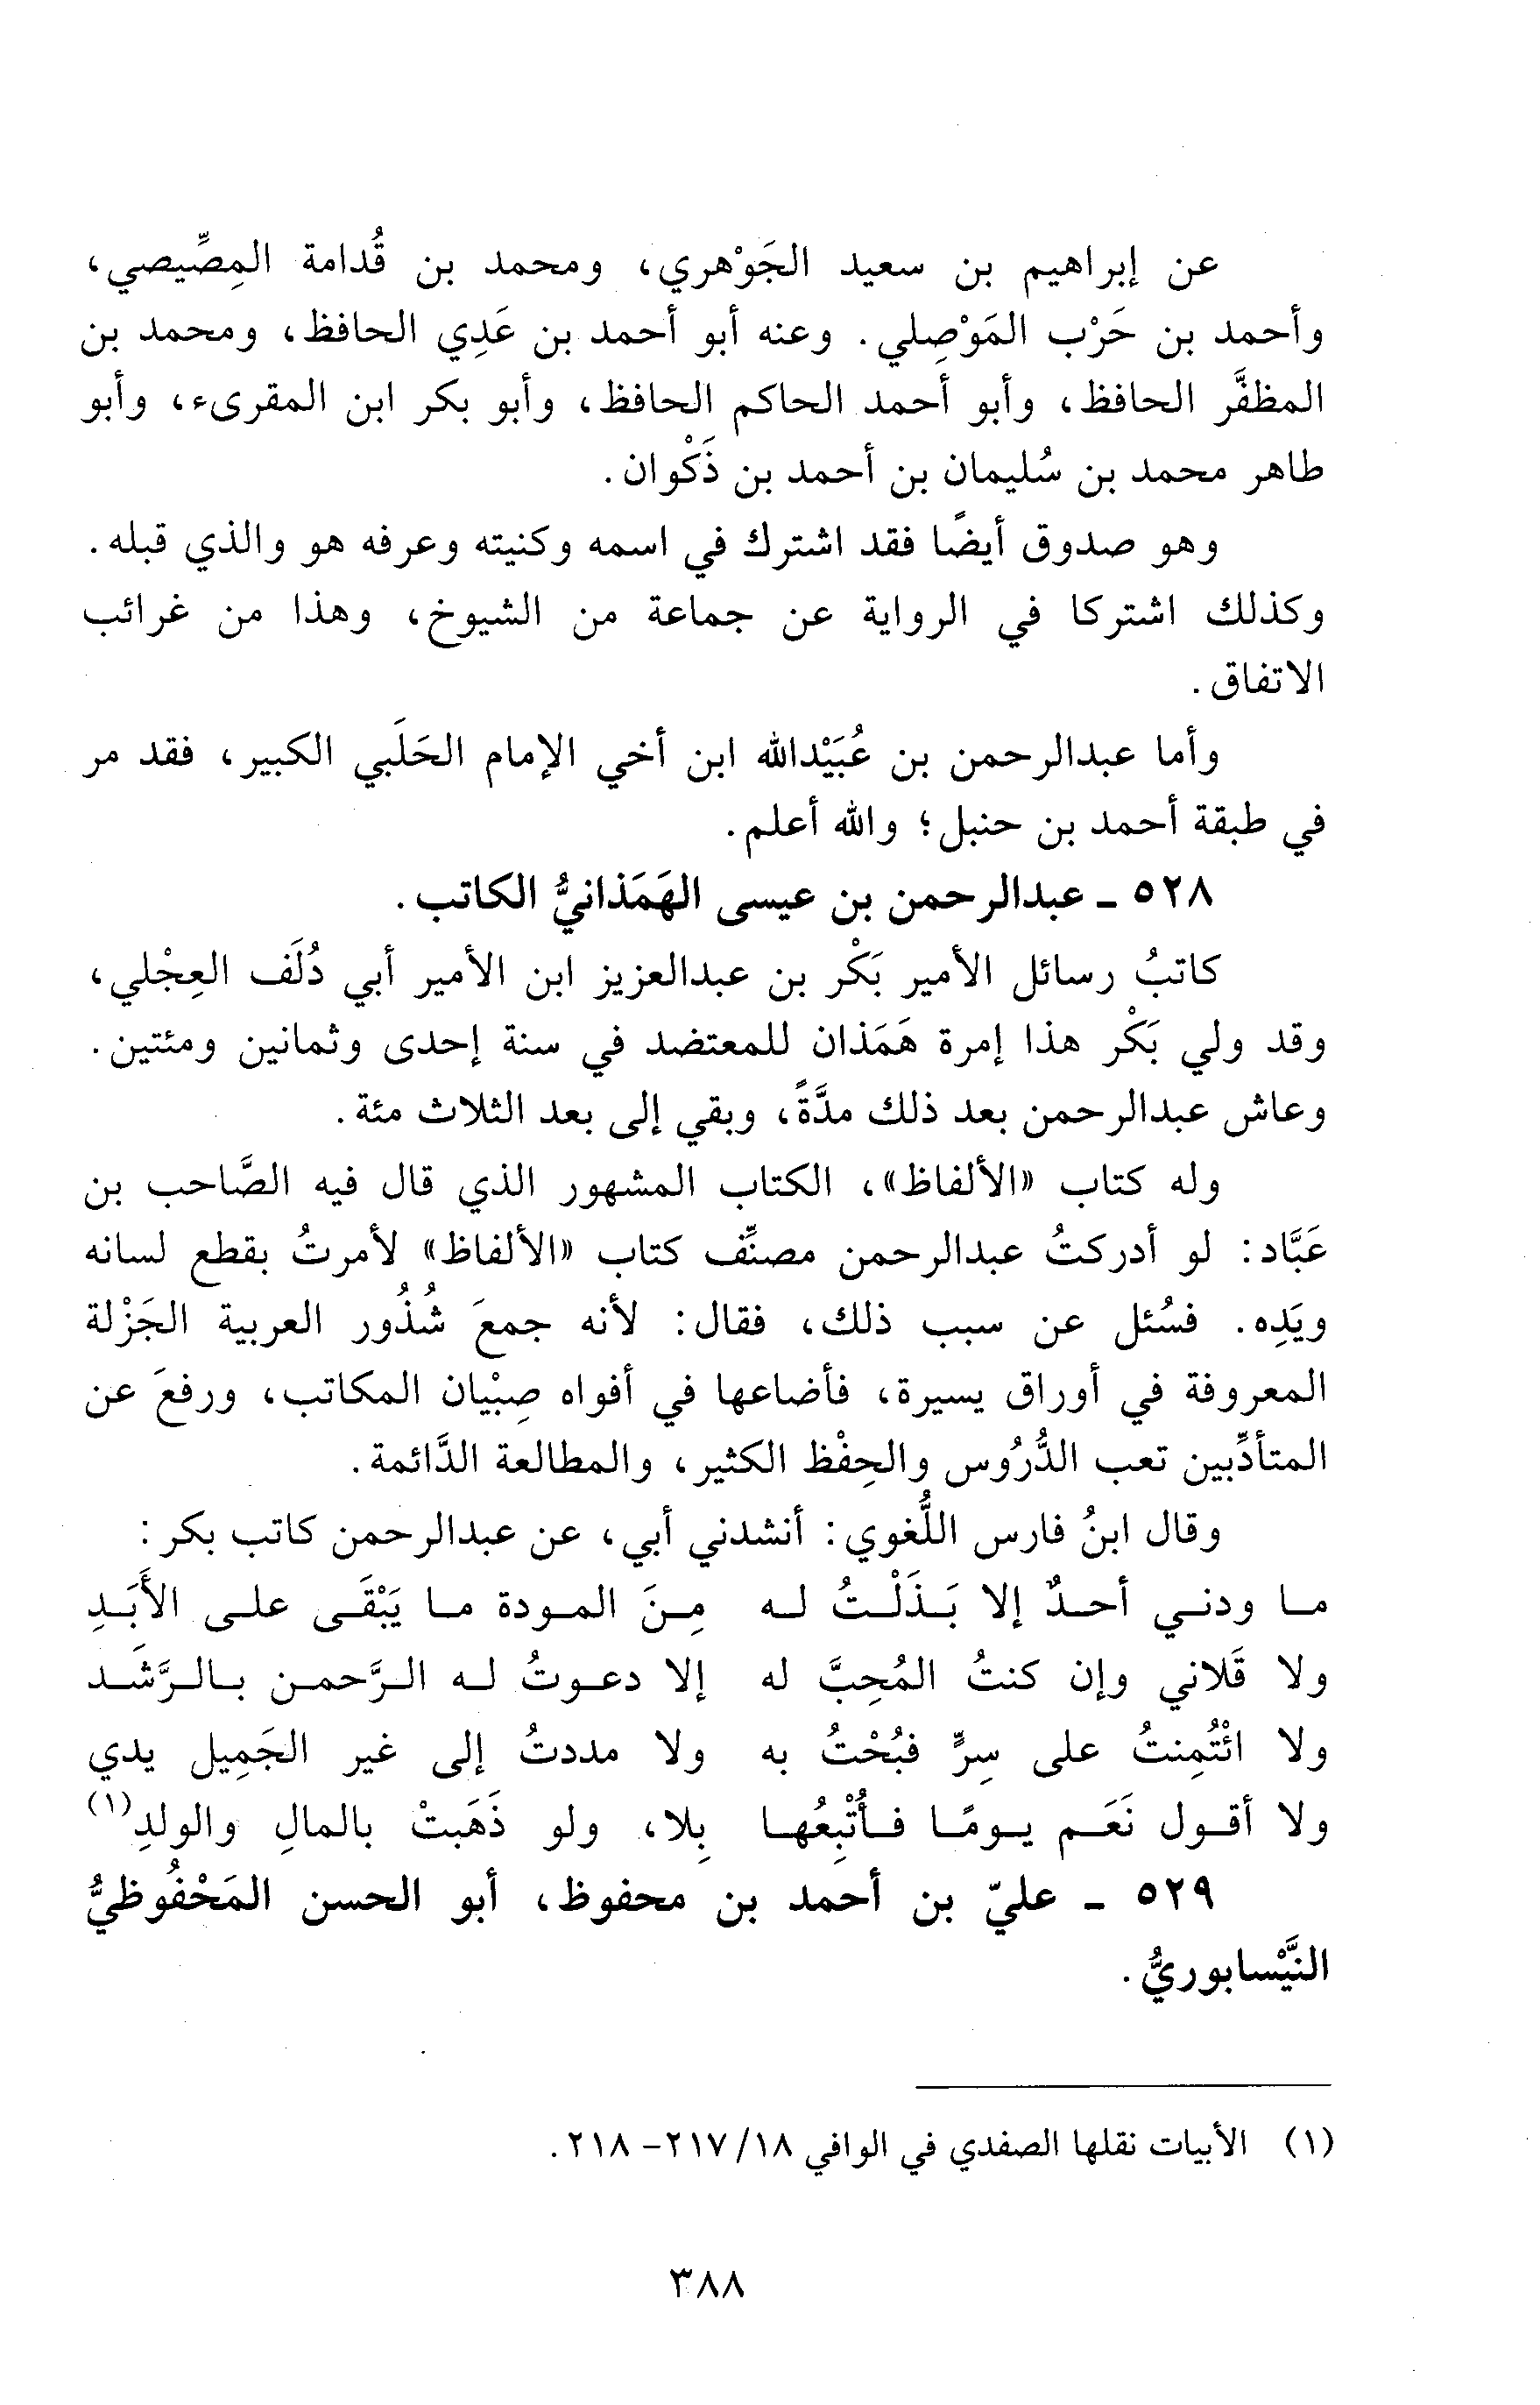 عن إبراهيم بن سعيد الجَوْهري، ومحمد بن قُدامة المِصِّيصي،
وأحمد بن حَرْب المَوْصِلي. وعنه أبو أحمد بن عَدِي الحافظ، ومحمد بن
المظفَّر الحافظ، وأبو أحمد الحاكم الحافظ، وأبو بكر ابن المقرىء، وأبو
طاهر محمد بن سُليمان بن أحمد بن ذَكْوان.
وهو صدوق أيضًا فقد اشترك في اسمه وكنيته وعرفه هو والذي قبله.
وكذلك اشتركا في الرواية عن جماعة من الشيوخ، وهذا من غرائب
الاتفاق.
وأما عبدالرحمن بن عُبَيْدالله ابن أخي الإمام الحَلَبي الكبير، فقد مر
في طبقة أحمد بن حنبل؛ والله أعلم.
٥٢٨ - عبدالرحمن بن عيسى الهَمَذانيُّ الكاتب.
كاتبُ رسائل الأمير بَكْر بن عبدالعزيز ابن الأمير أبي دُلَف العِجْلي،
وقد ولي بَكْر هذا إمرة هَمَذان للمعتضد في سنة إحدى وثمانين ومئتين.
وعاش عبدالرحمن بعد ذلك مدَّةً، وبقي إلى بعد الثلاث مئة.
وله كتاب «الألفاظ»، الكتاب المشهور الذي قال فيه الصَّاحب بن
عَبَّاد: لو أدركتُ عبدالرحمن مصنِّف كتاب «الألفاظ» لأمرتُ بقطع لسانه
ويَدِه. فسُئل عن سبب ذلك، فقال: لأنه جمعَ شُذُور العربية الجَزْلة
المعروفة في أوراق يسيرة، فأضاعها في أفواه صِبْيان المكاتب، ورفعَ عن
المتأدِّبين تعب الدُّرُوس والحِفْظ الكثير، والمطالعة الدَّائمة.
وقال ابنُ فارس اللُّغوي: أنشدني أبي، عن عبدالرحمن كاتب بكر:
ما ودني أحدٌ إلا بَذَلْتُ له مِنَ المودة ما يَبْقَى على الأَبَدِ
ولا قَلاني وإن كنتُ المُحِبَّ له إلا دعوتُ له الرَّحمن بالرَّشَد
ولا ائْتُمِنتُ على سِرٍّ فبُحْتُ به ولا مددتُ إلى غير الجَمِيل يدي
ولا أقول نَعَم يومًا فأُتْبِعُها بِلا، ولو ذَهَبتْ بالمالِ والولدِ(١)
٥٢٩ - عليّ بن أحمد بن محفوظ، أبو الحسن المَحْفُوظيُّ
النَّيْسابوريُّ.
(١) الأبيات نقلها الصفدي في الوافي ١٨/ ٢١٧- ٢١٨.
٣٨٨